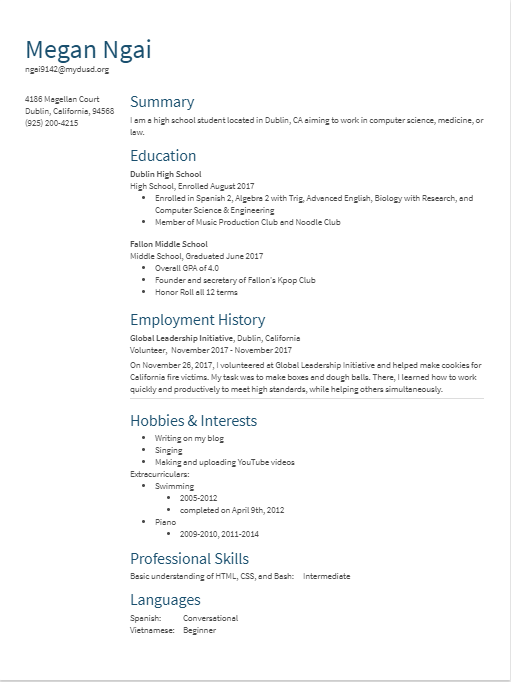 Megan Ngai
ngai9142@mydusd.org
4186 Magellan Court
Dublin, California, 94568
(925) 200-4215
Summary
I am a high school student located in Dublin, CA aiming to work in computer science, medicine, or
law.
Education
Dublin High School
High School, Enrolled August 2017
• Enrolled in Spanish 2, Algebra 2 with Trig, Advanced English, Biology with Research, and
Computer Science & Engineering
• Member of Music Production Club and Noodle Club
Fallon Middle School
Middle School, Graduated June 2017
• Overall GPA of 4.0
• Founder and secretary of Fallon's Kpop Club
• Honor Roll all 12 terms
Employment History
Global Leadership Initiative, Dublin, California
Volunteer, November 2017 - November 2017
On November 26, 2017, I volunteered at Global Leadership Initiative and helped make cookies for
California fire victims. My task was to make boxes and dough balls. There, I learned how to work
quickly and productively to meet high standards, while helping others simultaneously.
Hobbies & Interests
• Writing on my blog
• Singing
• Making and uploading YouTube videos
Extracurriculars:
• Swimming
• 2005-2012
• completed on April 9th, 2012
• Piano
• 2009-2010, 2011-2014
Professional Skills
Basic understanding of HTML, CSS, and Bash: Intermediate
Languages
Spanish: Conversational
Vietnamese: Beginner